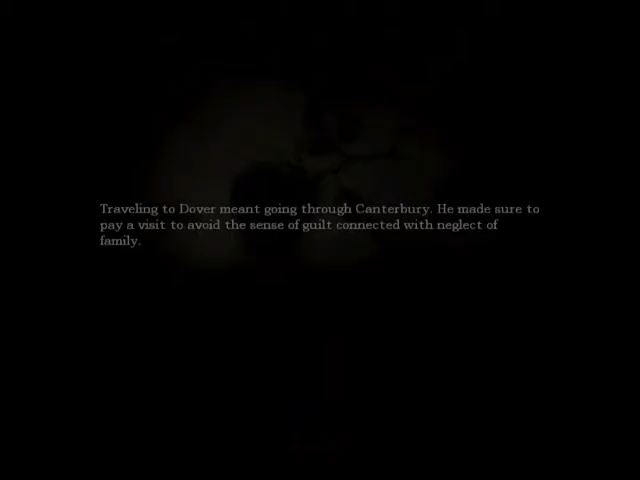 Traveling to Dover meant going through Canterbury. He made sure to
pay a visit to avoid the sense of guilt connected with neglect of
family.